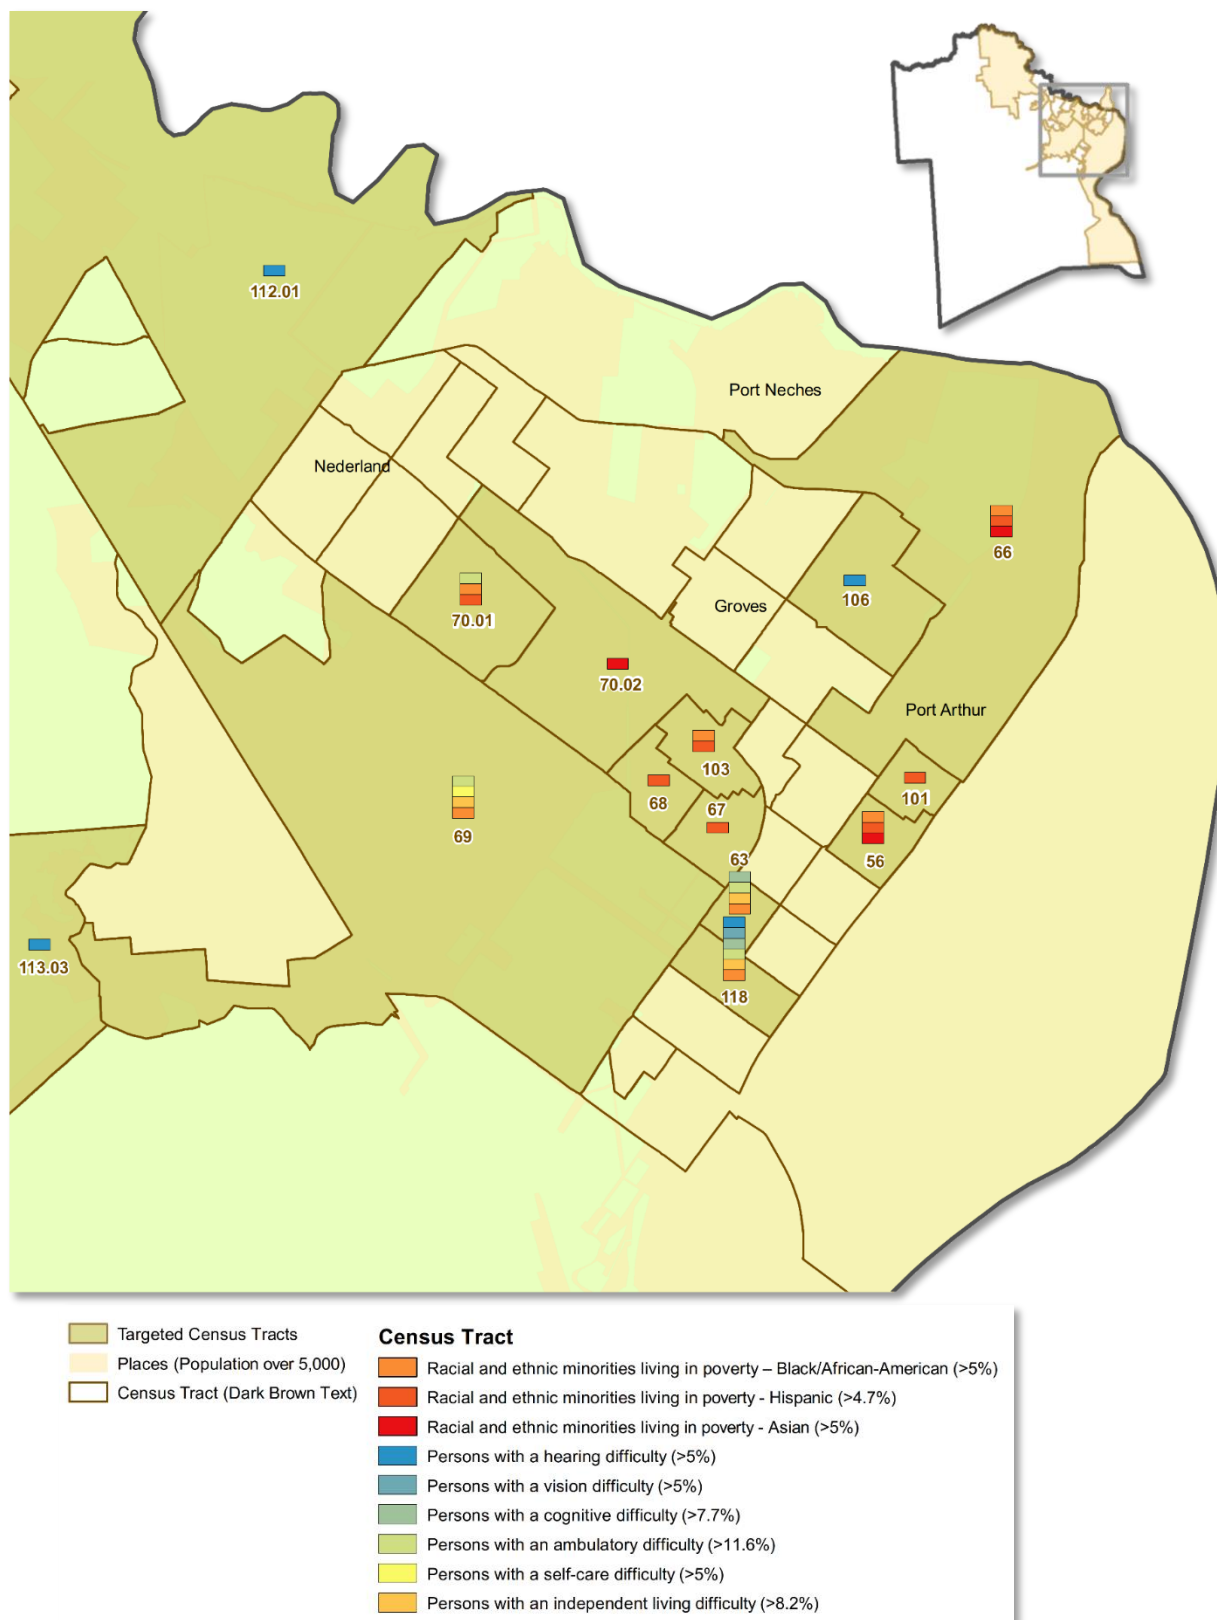 112.01
Port Neches
Nederland
66
106
Groves
70.01
70.02
Port Arthur
103
101
68
67
69
56
63
113.03
118
Targeted Census Tracts
Places (Population over 5,000)
Census Tract (Dark Brown Text)
Census Tract
Racial and ethnic minorities living in poverty – Black/African-American (>5%)
Racial and ethnic minorities living in poverty - Hispanic (>4.7%)
Racial and ethnic minorities living in poverty - Asian (>5%)
Persons with a hearing difficulty (>5%)
Persons with a vision difficulty (>5%)
Persons with a cognitive difficulty (>7.7%)
Persons with an ambulatory difficulty (>11.6%)
Persons with a self-care difficulty (>5%)
Persons with an independent living difficulty (>8.2%)